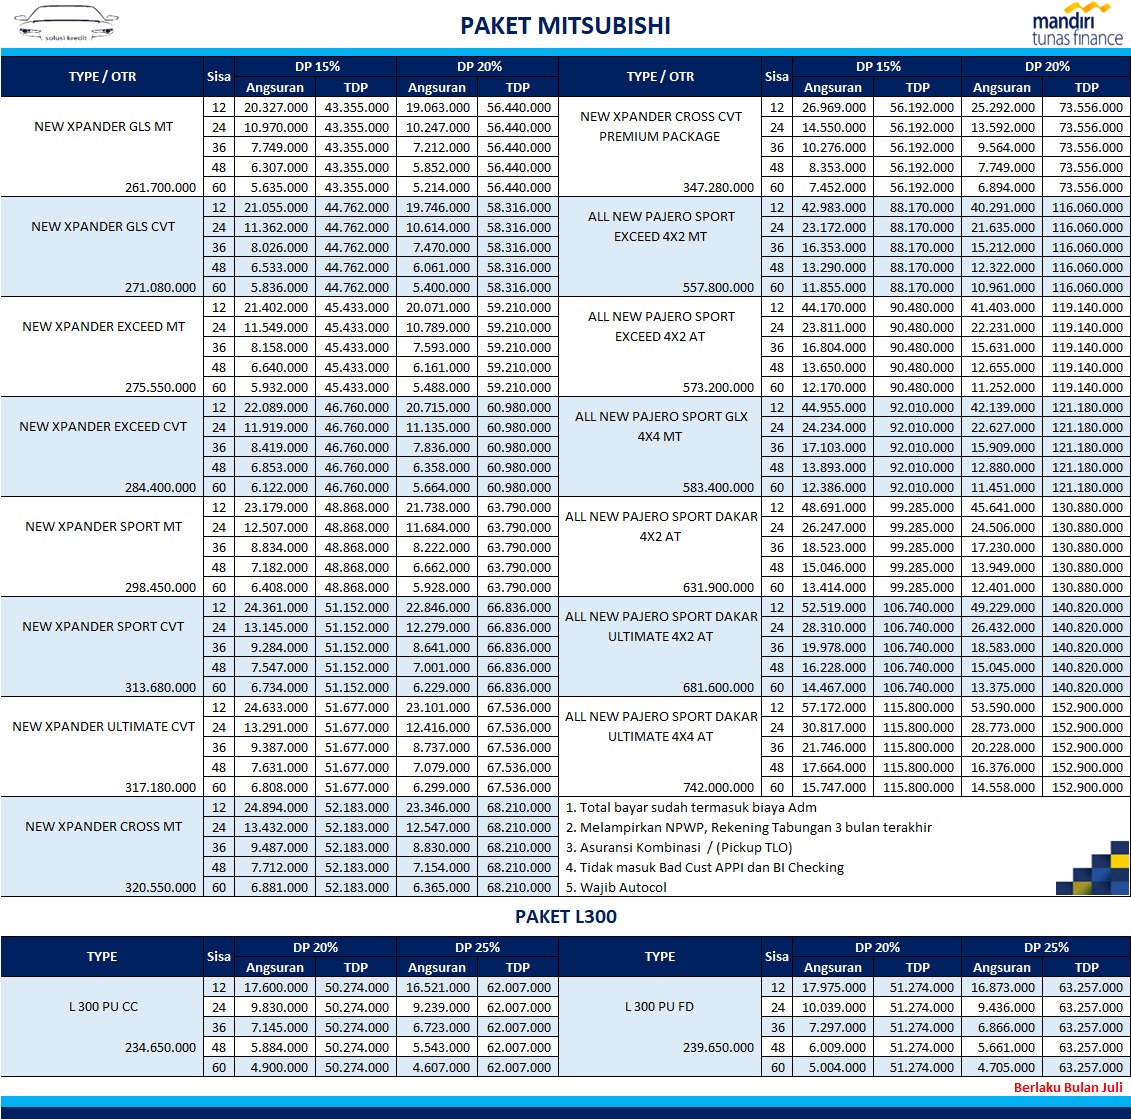 solusi kredit
PAKET MITSUBISHI
mandiri
tunas finance
TYPE / OTR Sisa DP 15% DP 20%
Angsuran TDP Angsuran TDP
NEW XPANDER GLS MT
261.700.000
12 20.327.000 43.355.000 19.063.000 56.440.000
24 10.970.000 43.355.000 10.247.000 56.440.000
36 7.749.000 43.355.000 7.212.000 56.440.000
48 6.307.000 43.355.000 5.852.000 56.440.000
60 5.635.000 43.355.000 5.214.000 56.440.000
NEW XPANDER GLS CVT
271.080.000
12 21.055.000 44.762.000 19.746.000 58.316.000
24 11.362.000 44.762.000 10.614.000 58.316.000
36 8.026.000 44.762.000 7.470.000 58.316.000
48 6.533.000 44.762.000 6.061.000 58.316.000
60 5.836.000 44.762.000 5.400.000 58.316.000
NEW XPANDER EXCEED MT
275.550.000
12 21.402.000 45.433.000 20.071.000 59.210.000
24 11.549.000 45.433.000 10.789.000 59.210.000
36 8.158.000 45.433.000 7.593.000 59.210.000
48 6.640.000 45.433.000 6.161.000 59.210.000
60 5.932.000 45.433.000 5.488.000 59.210.000
NEW XPANDER EXCEED CVT
284.400.000
12 22.089.000 46.760.000 20.715.000 60.980.000
24 11.919.000 46.760.000 11.135.000 60.980.000
36 8.419.000 46.760.000 7.836.000 60.980.000
48 6.853.000 46.760.000 6.358.000 60.980.000
60 6.122.000 46.760.000 5.664.000 60.980.000
NEW XPANDER SPORT MT
298.450.000
12 23.179.000 48.868.000 21.738.000 63.790.000
24 12.507.000 48.868.000 11.684.000 63.790.000
36 8.834.000 48.868.000 8.222.000 63.790.000
48 7.182.000 48.868.000 6.662.000 63.790.000
60 6.408.000 48.868.000 5.928.000 63.790.000
NEW XPANDER SPORT CVT
313.680.000
12 24.361.000 51.152.000 22.846.000 66.836.000
24 13.145.000 51.152.000 12.279.000 66.836.000
36 9.284.000 51.152.000 8.641.000 66.836.000
48 7.547.000 51.152.000 7.001.000 66.836.000
60 6.734.000 51.152.000 6.229.000 66.836.000
NEW XPANDER ULTIMATE CVT
317.180.000
12 24.633.000 51.677.000 23.101.000 67.536.000
24 13.291.000 51.677.000 12.416.000 67.536.000
36 9.387.000 51.677.000 8.737.000 67.536.000
48 7.631.000 51.677.000 7.079.000 67.536.000
60 6.808.000 51.677.000 6.299.000 67.536.000
NEW XPANDER CROSS MT
320.550.000
12 24.894.000 52.183.000 23.346.000 68.210.000
24 13.432.000 52.183.000 12.547.000 68.210.000
36 9.487.000 52.183.000 8.830.000 68.210.000
48 7.712.000 52.183.000 7.154.000 68.210.000
60 6.881.000 52.183.000 6.365.000 68.210.000
TYPE / OTR Sisa DP 15% DP 20%
Angsuran TDP Angsuran TDP
NEW XPANDER CROSS CVT
PREMIUM PACKAGE
347.280.000
12 26.969.000 56.192.000 25.292.000 73.556.000
24 14.550.000 56.192.000 13.592.000 73.556.000
36 10.276.000 56.192.000 9.564.000 73.556.000
48 8.353.000 56.192.000 7.749.000 73.556.000
60 7.452.000 56.192.000 6.894.000 73.556.000
ALL NEW PAJERO SPORT
EXCEED 4X2 MT
557.800.000
12 42.983.000 88.170.000 40.291.000 116.060.000
24 23.172.000 88.170.000 21.635.000 116.060.000
36 16.353.000 88.170.000 15.212.000 116.060.000
48 13.290.000 88.170.000 12.322.000 116.060.000
60 11.855.000 88.170.000 10.961.000 116.060.000
ALL NEW PAJERO SPORT
EXCEED 4X2 AT
573.200.000
12 44.170.000 90.480.000 41.403.000 119.140.000
24 23.811.000 90.480.000 22.231.000 119.140.000
36 16.804.000 90.480.000 15.631.000 119.140.000
48 13.650.000 90.480.000 12.655.000 119.140.000
60 12.170.000 90.480.000 11.252.000 119.140.000
ALL NEW PAJERO SPORT GLX
4X4 MT
583.400.000
12 44.955.000 92.010.000 42.139.000 121.180.000
24 24.234.000 92.010.000 22.627.000 121.180.000
36 17.103.000 92.010.000 15.909.000 121.180.000
48 13.893.000 92.010.000 12.880.000 121.180.000
60 12.386.000 92.010.000 11.451.000 121.180.000
ALL NEW PAJERO SPORT DAKAR
4X2 AT
631.900.000
12 48.691.000 99.285.000 45.641.000 130.880.000
24 26.247.000 99.285.000 24.506.000 130.880.000
36 18.523.000 99.285.000 17.230.000 130.880.000
48 15.046.000 99.285.000 13.949.000 130.880.000
60 13.414.000 99.285.000 12.401.000 130.880.000
ALL NEW PAJERO SPORT DAKAR
ULTIMATE 4X2 AT
681.600.000
12 52.519.000 106.740.000 49.229.000 140.820.000
24 28.310.000 106.740.000 26.432.000 140.820.000
36 19.978.000 106.740.000 18.583.000 140.820.000
48 16.228.000 106.740.000 15.045.000 140.820.000
60 14.467.000 106.740.000 13.375.000 140.820.000
ALL NEW PAJERO SPORT DAKAR
ULTIMATE 4X4 AT
742.000.000
12 57.172.000 115.800.000 53.590.000 152.900.000
24 30.817.000 115.800.000 28.773.000 152.900.000
36 21.746.000 115.800.000 20.228.000 152.900.000
48 17.664.000 115.800.000 16.376.000 152.900.000
60 15.747.000 115.800.000 14.558.000 152.900.000
1. Total bayar sudah termasuk biaya Adm
2. Melampirkan NPWP, Rekening Tabungan 3 bulan terakhir
3. Asuransi Kombinasi / (Pickup TLO)
4. Tidak masuk Bad Cust APPI dan BI Checking
5. Wajib Autocol
PAKET L300
TYPE Sisa DP 20% DP 25%
Angsuran TDP Angsuran TDP
L 300 PU CC
234.650.000
12 17.600.000 50.274.000 16.521.000 62.007.000
24 9.830.000 50.274.000 9.239.000 62.007.000
36 7.145.000 50.274.000 6.723.000 62.007.000
48 5.884.000 50.274.000 5.543.000 62.007.000
60 4.900.000 50.274.000 4.607.000 62.007.000
TYPE Sisa DP 20% DP 25%
Angsuran TDP Angsuran TDP
L 300 PU FD
239.650.000
12 17.975.000 51.274.000 16.873.000 63.257.000
24 10.039.000 51.274.000 9.436.000 63.257.000
36 7.297.000 51.274.000 6.866.000 63.257.000
48 6.009.000 51.274.000 5.661.000 63.257.000
60 5.004.000 51.274.000 4.705.000 63.257.000
Berlaku Bulan Juli